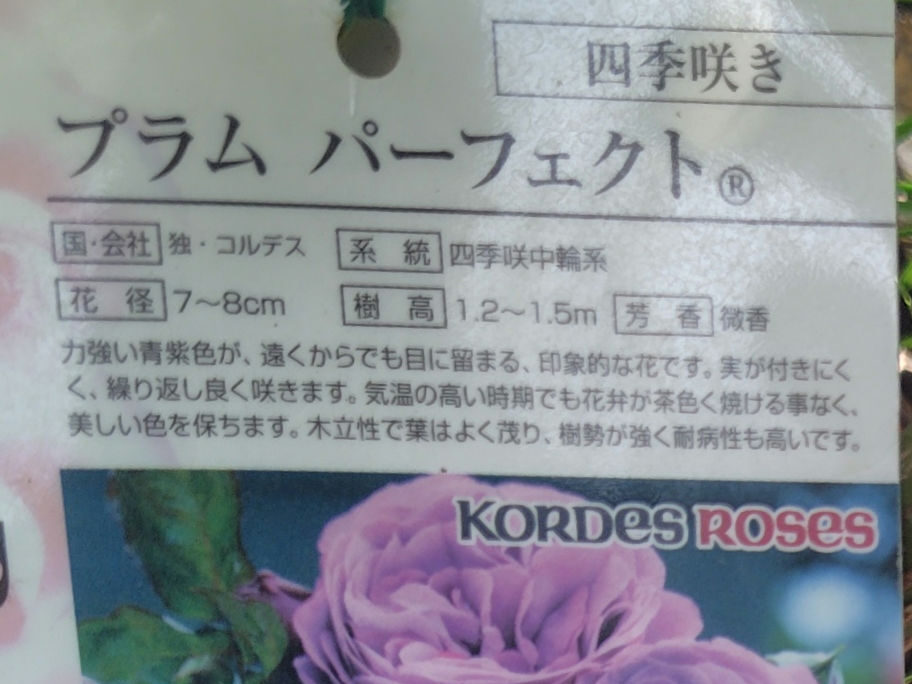 四季咲き
プラム パーフェクト®
国・会社 独・コルデス 系 統 四季咲中輪系
花 径 7〜8cm 樹 高 1.2〜1.5m 芳 香 微香
力強い青紫色が、遠くからでも目に留まる、印象的な花です。実が付きにく
く、繰り返し良く咲きます。気温の高い時期でも花弁が茶色く焼ける事なく、
美しい色を保ちます。木立性で葉はよく茂り、樹勢が強く耐病性も高いです。
KORDES ROSES